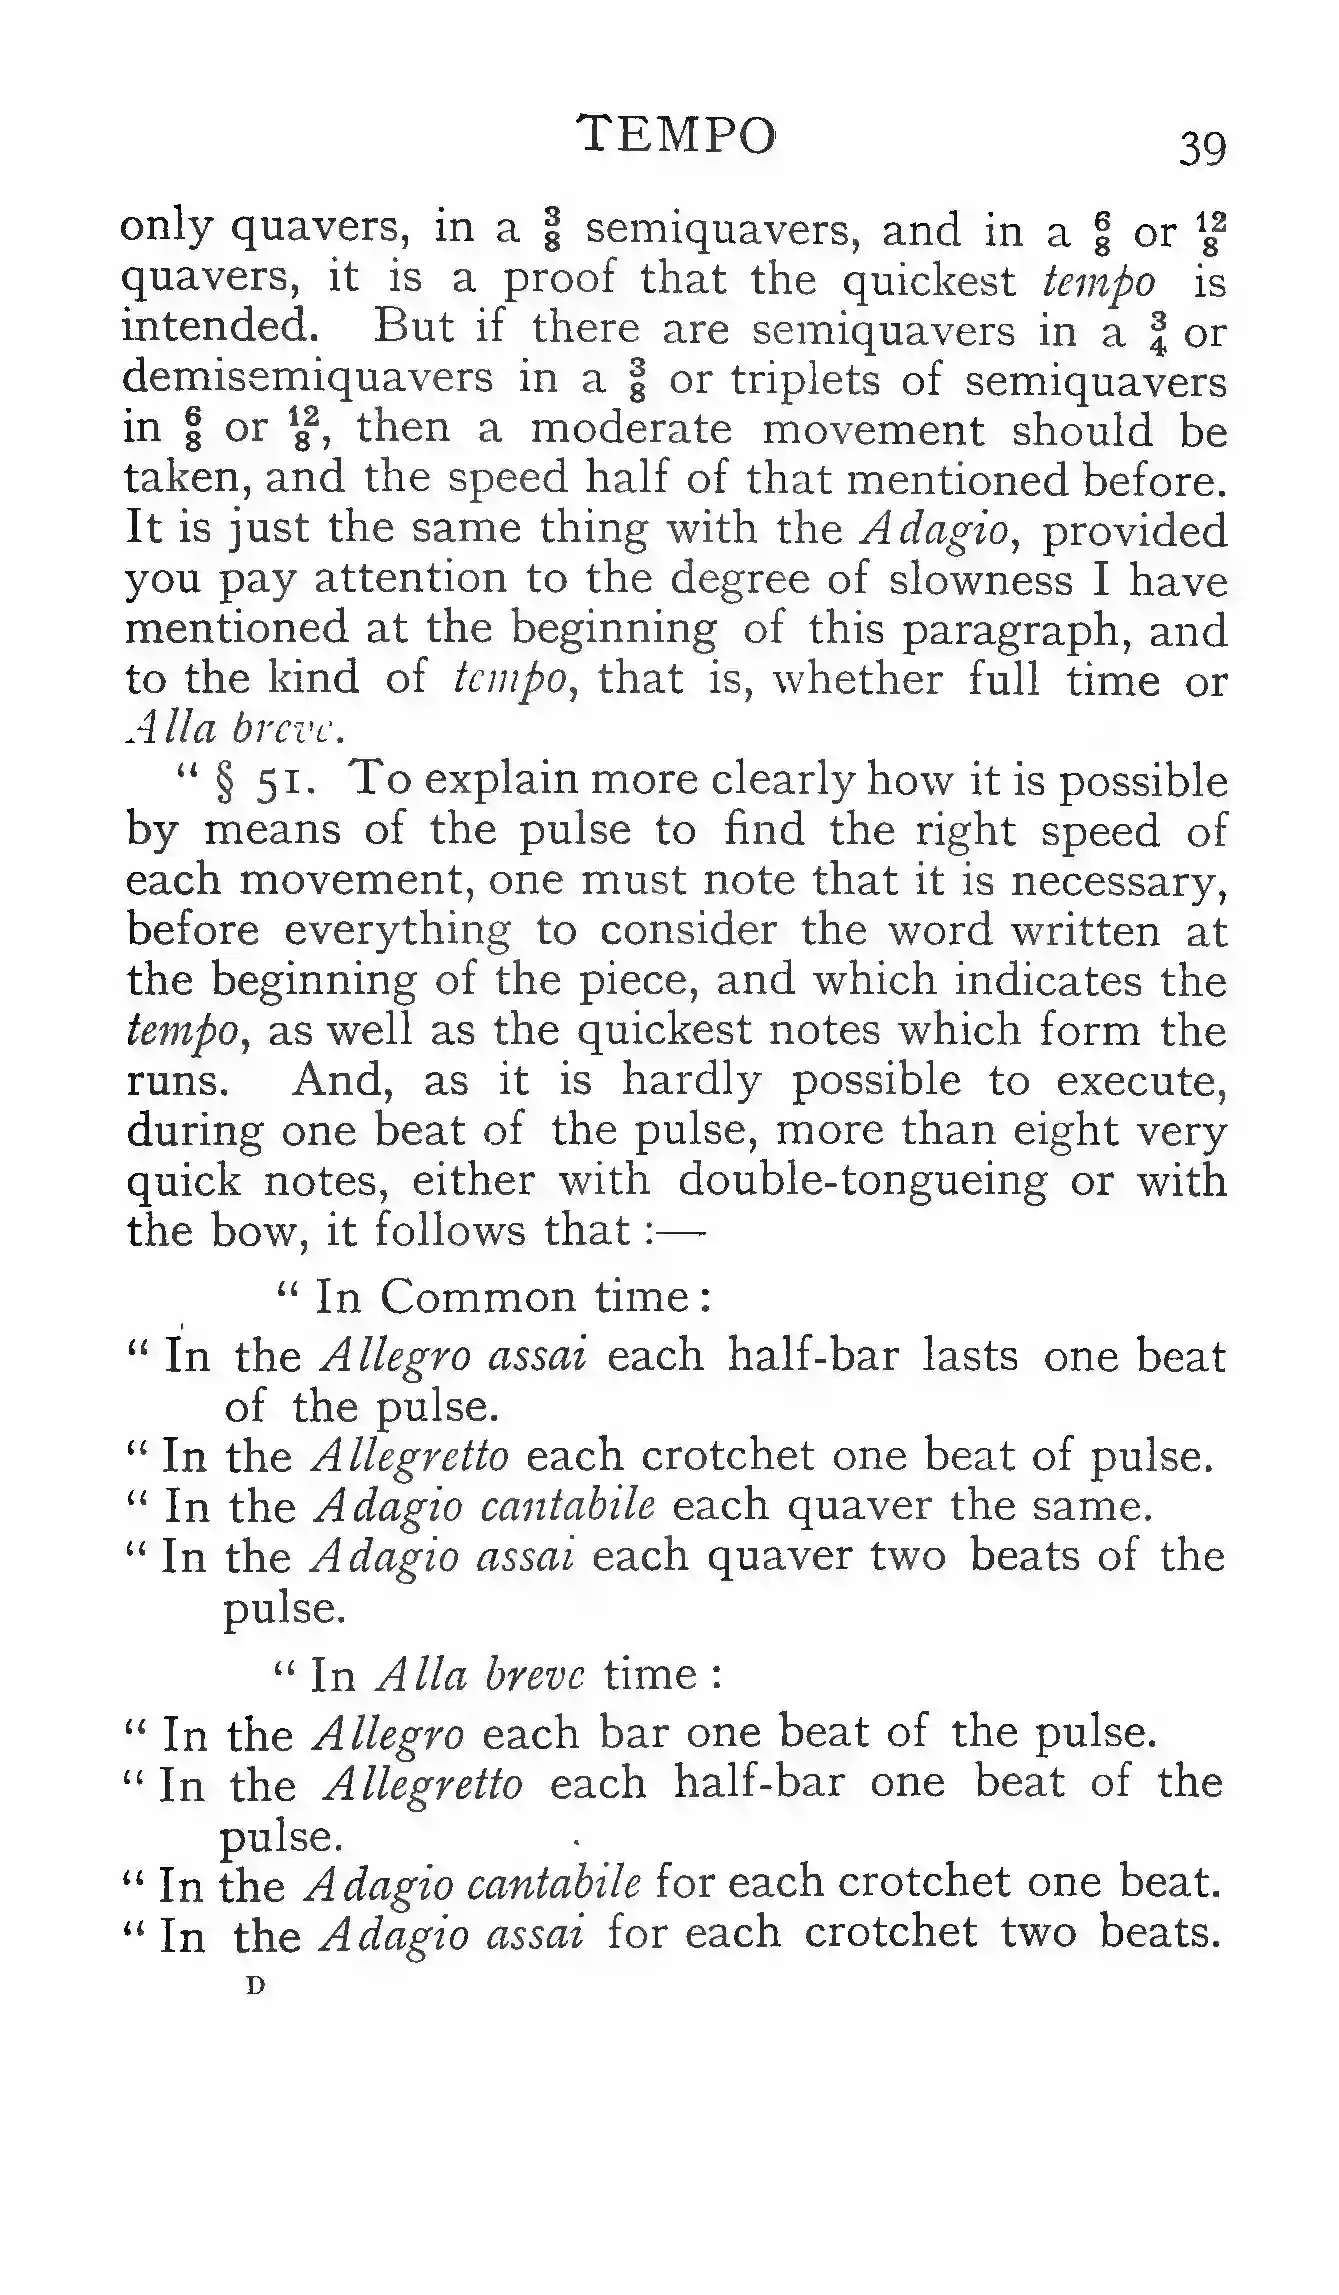 TEMPO
39
only quavers, in a 3/8 semiquavers, and in a 6/8 or 12/8
quavers, it is a proof that the quickest tempo is
intended. But if there are semiquavers in a 3/4 or
demisemiquavers in a 3/8 or triplets of semiquavers
in 6/8 or 12/8, then a moderate movement should be
taken, and the speed half of that mentioned before.
It is just the same thing with the Adagio, provided
you pay attention to the degree of slowness I have
mentioned at the beginning of this paragraph, and
to the kind of tempo, that is, whether full time or
Alla breve.
“ § 51. To explain more clearly how it is possible
by means of the pulse to find the right speed of
each movement, one must note that it is necessary,
before everything to consider the word written at
the beginning of the piece, and which indicates the
tempo, as well as the quickest notes which form the
runs. And, as it is hardly possible to execute,
during one beat of the pulse, more than eight very
quick notes, either with double-tongueing or with
the bow, it follows that :—
“ In Common time :
“ In the Allegro assai each half-bar lasts one beat
of the pulse.
“ In the Allegretto each crotchet one beat of pulse.
“ In the Adagio cantabile each quaver the same.
“ In the Adagio assai each quaver two beats of the
pulse.
“ In Alla breve time :
“ In the Allegro each bar one beat of the pulse.
“ In the Allegretto each half-bar one beat of the
pulse.
“ In the Adagio cantabile for each crotchet one beat.
“ In the Adagio assai for each crotchet two beats.
D